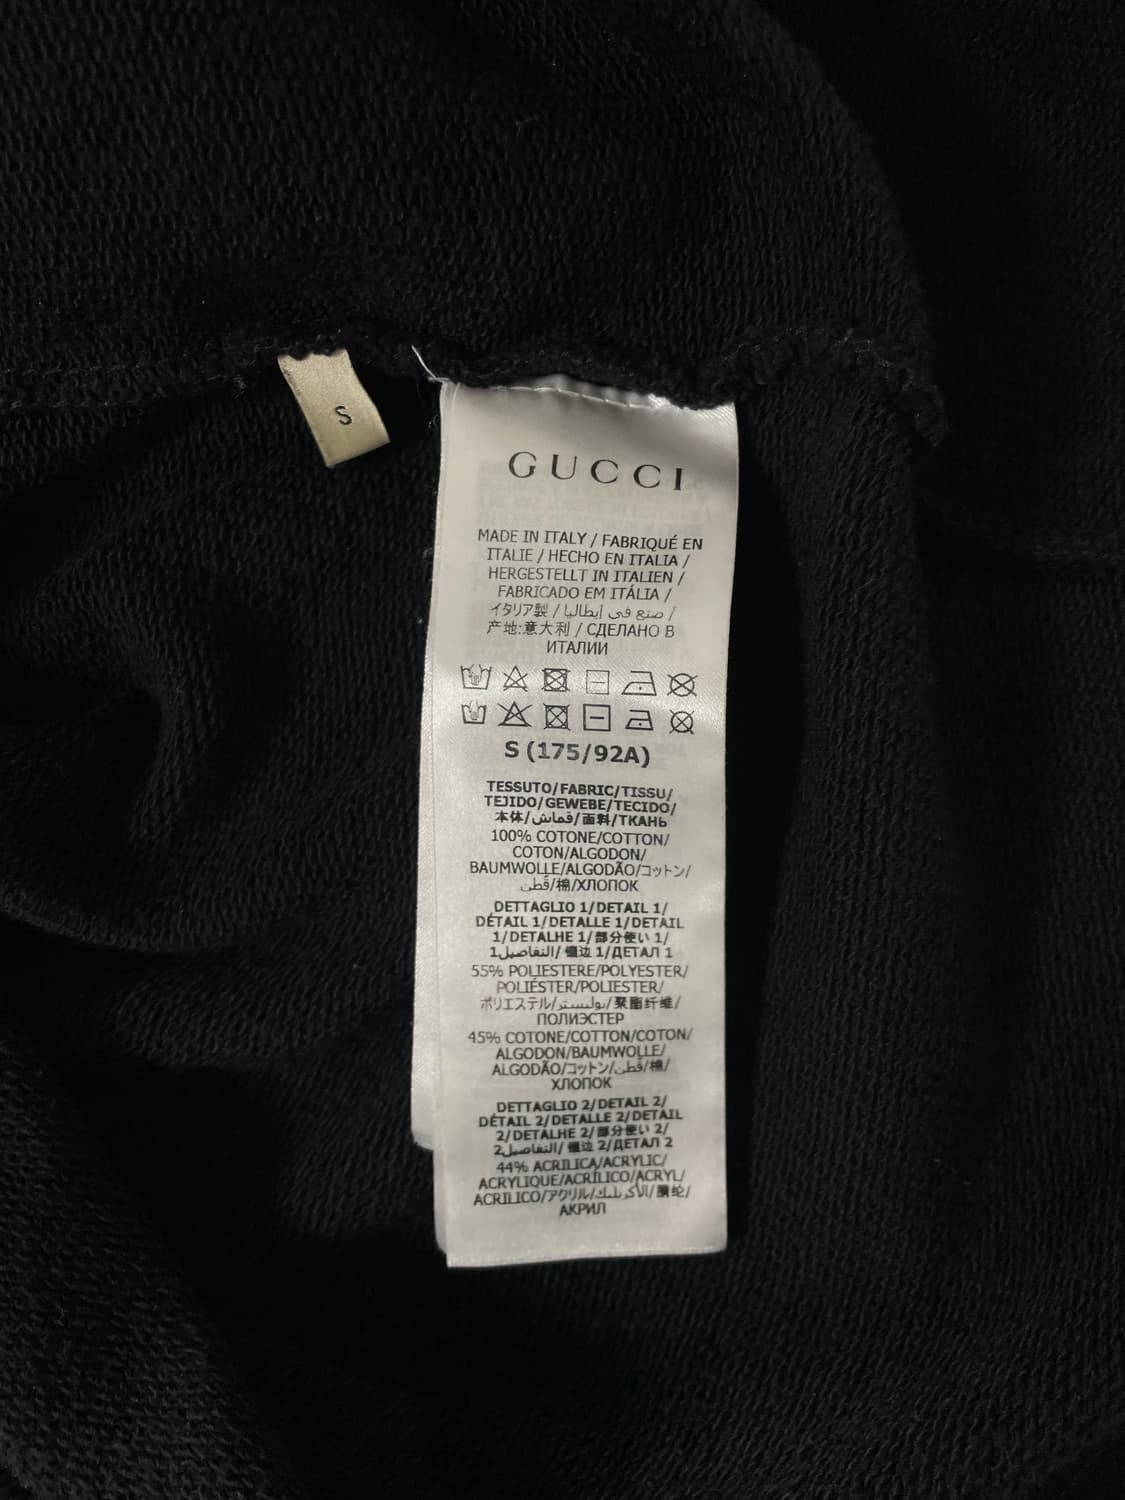 S
GUCCI
MADE IN ITALY / FABRIQUÉ EN
ITALIE / HECHO EN ITALIA /
HERGESTELLT IN ITALIEN /
FABRICADO EM ITÁLIA /
イタリア製 / صنع في إيطاليا /
产地:意大利 / СДЕЛАНО В
ИТАЛИИ
S (175/92A)
TESSUTO/FABRIC/TISSU/
TEJIDO/GEWEBE/TECIDO/
本体/قماش/面料/ТКАНЬ
100% COTONE/COTTON/
COTON/ALGODON/
BAUMWOLLE/ALGODÃO/コットン/
قطن/棉/ХЛОПОК
DETTAGLIO 1/DETAIL 1/
DÉTAIL 1/DETALLE 1/DETAIL
1/DETALHE 1/部分使い 1/
التفاصيل1/ 镶边 1/ДЕТАЛ 1
55% POLIESTERE/POLYESTER/
POLIÉSTER/POLIESTER/
ポリエステル/بوليستر/聚酯纤维/
ПОЛИЭСТЕР
45% COTONE/COTTON/COTON/
ALGODON/BAUMWOLLE/
ALGODÃO/コットン/قطن/棉/
ХЛОПОК
DETTAGLIO 2/DETAIL 2/
DÉTAIL 2/DETALLE 2/DETAIL
2/DETALHE 2/部分使い 2/
التفاصيل2/ 镶边 2/ДЕТАЛ 2
44% ACRILICA/ACRYLIC/
ACRYLIQUE/ACRÍLICO/ACRYL/
ACRILICO/アクリル/الأكريليك/腈纶/
АКРИЛ